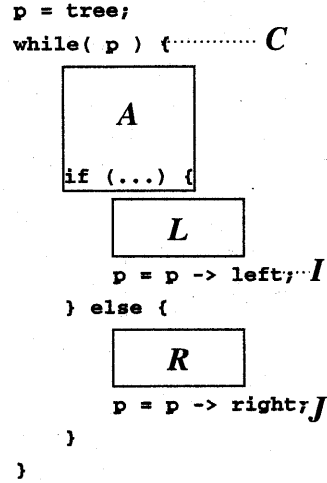 p = tree;
while( p ) { C
A
if (...) {
L
p = p -> left; I
} else {
R
p = p -> right; J
}
}